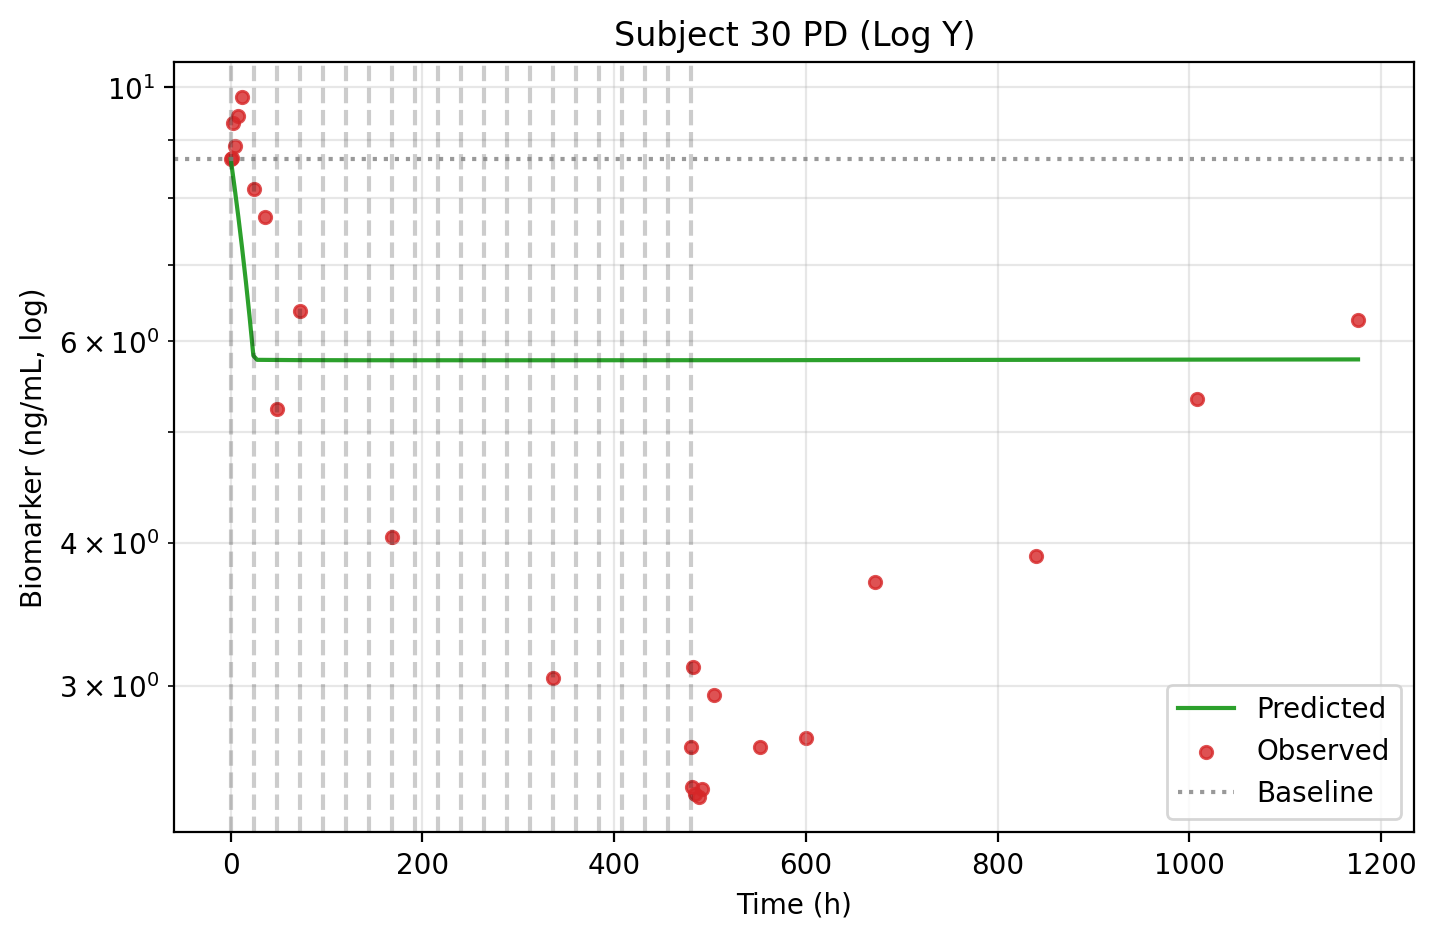 Subject 30 PD (Log Y)
Biomarker (ng/mL, log)
10¹
6 × 10⁰
4 × 10⁰
3 × 10⁰
Predicted
Observed
Baseline
0 200 400 600 800 1000 1200
Time (h)